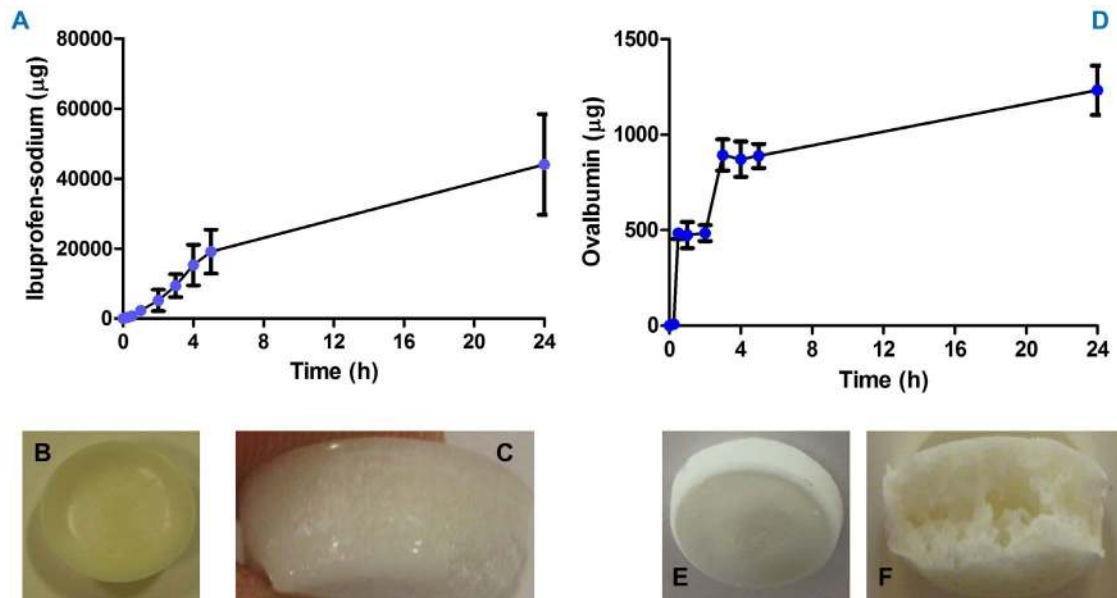 A
Ibuprofen-sodium (µg)
80000
60000
40000
20000
0
0 4 8 12 16 20 24
Time (h)
D
Ovalbumin (µg)
1500
1000
500
0
0 4 8 12 16 20 24
Time (h)
B
C
E
F